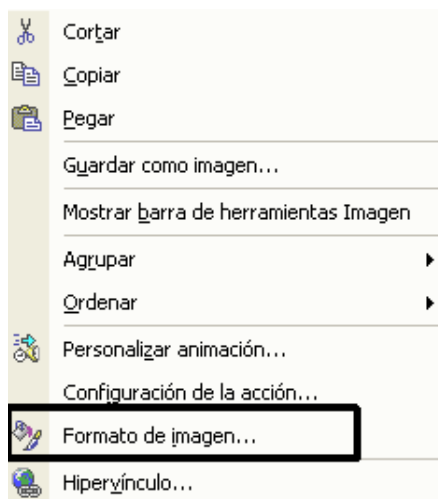 Cortar
Copiar
Pegar
Guardar como imagen...
Mostrar barra de herramientas Imagen
Agrupar
Ordenar
Personalizar animación...
Configuración de la acción...
Formato de imagen...
Hipervínculo...